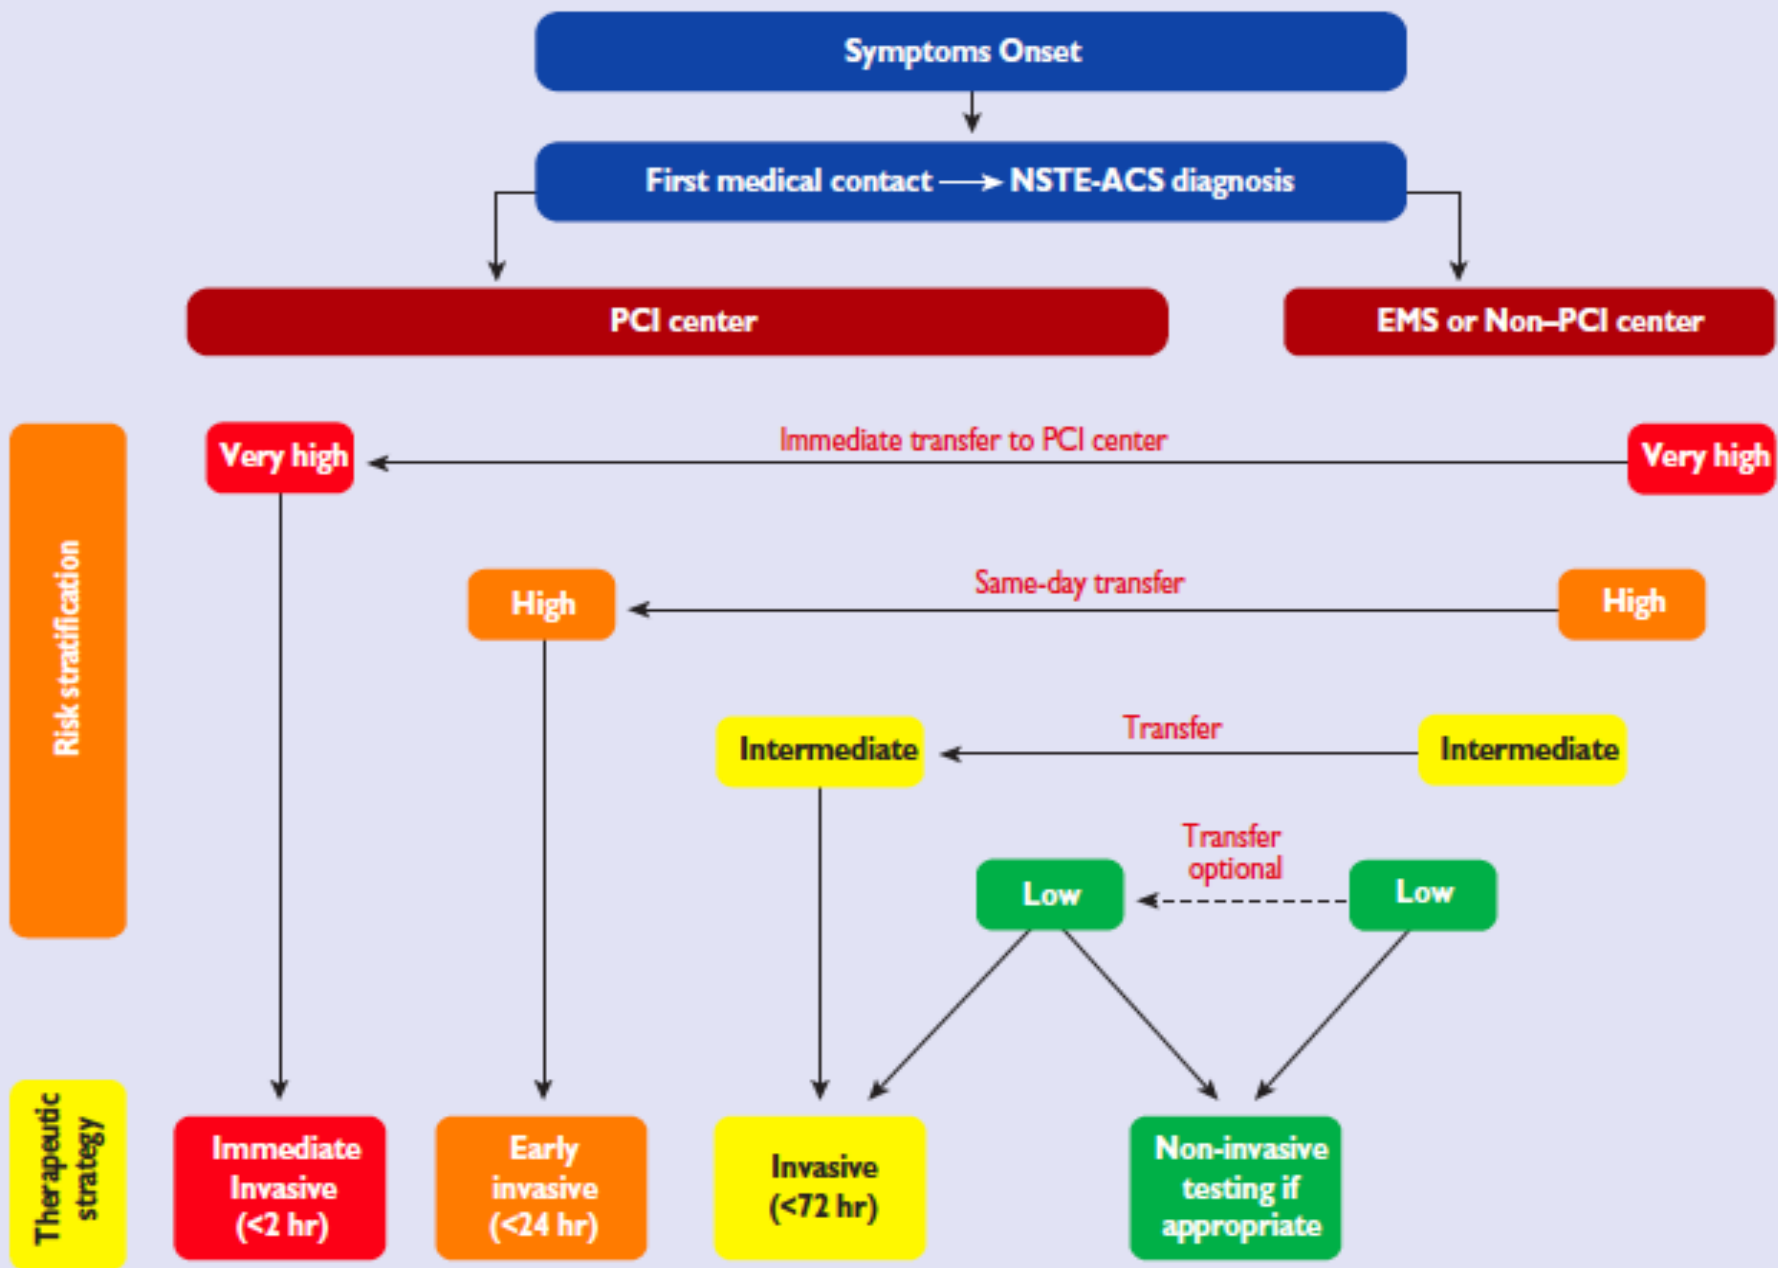 Symptoms Onset
First medical contact → NSTE-ACS diagnosis
PCI center
EMS or Non–PCI center
Risk stratification
Very high
Immediate transfer to PCI center
Very high
High
Same-day transfer
High
Intermediate
Transfer
Intermediate
Low
Transfer
optional
Low
Therapeutic
strategy
Immediate
Invasive
(<2 hr)
Early
invasive
(<24 hr)
Invasive
(<72 hr)
Non-invasive
testing if
appropriate